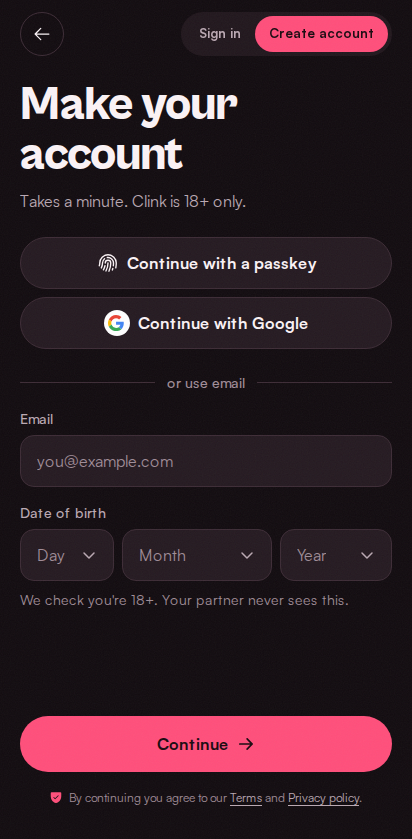 Sign in
Create account
Make your
account
Takes a minute. Clink is 18+ only.
Continue with a passkey
Continue with Google
or use email
Email
you@example.com
Date of birth
Day
Month
Year
We check you're 18+. Your partner never sees this.
Continue
By continuing you agree to our Terms and Privacy policy.